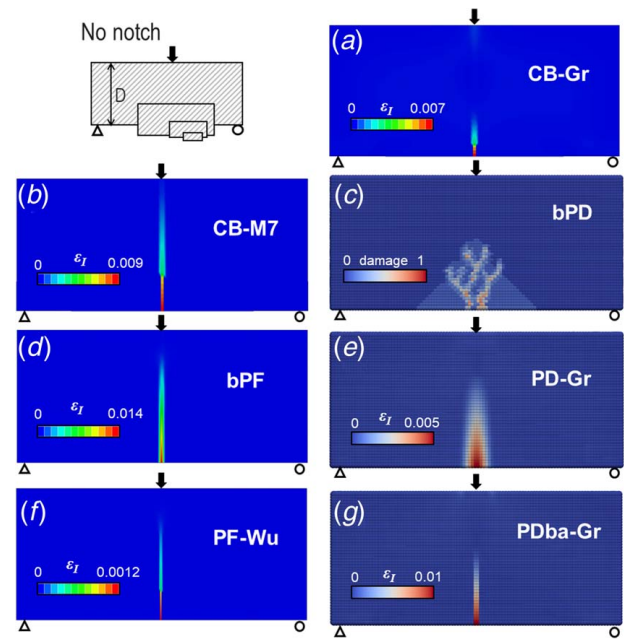 No notch
D
(a)
CB-Gr
0 εI 0.007
(b)
CB-M7
0 εI 0.009
(c)
bPD
0 damage 1
(d)
bPF
0 εI 0.014
(e)
PD-Gr
0 εI 0.005
(f)
PF-Wu
0 εI 0.0012
(g)
PDba-Gr
0 εI 0.01